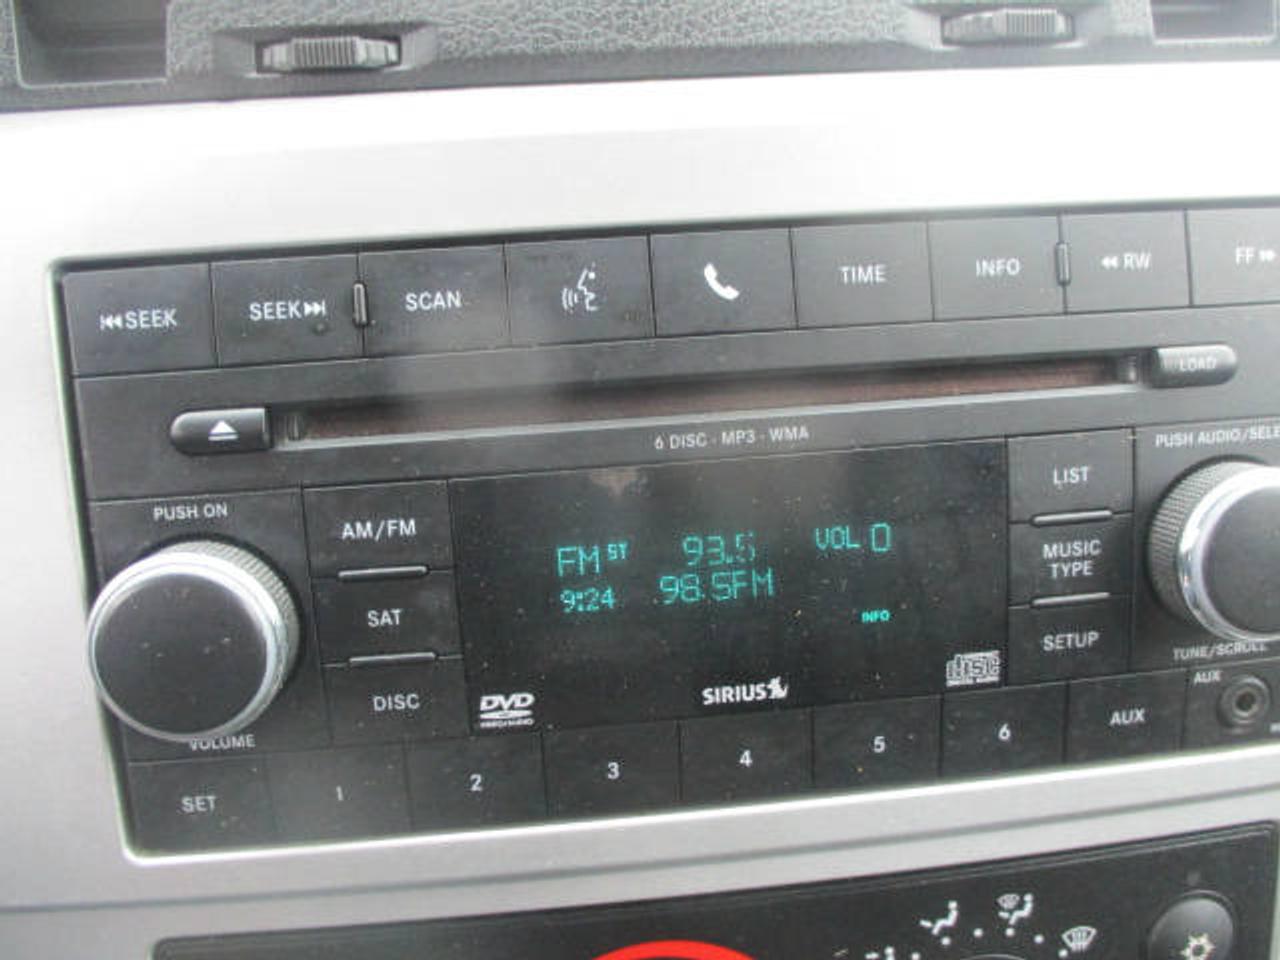 ⏮SEEK SEEK⏭ SCAN TIME INFO ◀◀ RW FF ▶▶
LOAD
6 DISC · MP3 · WMA
PUSH ON
AM/FM
SAT
DISC
VOLUME
FM ST 93.5 VOL 0
9:24 98.5FM
INFO
DVD
SIRIUS
disc
LIST
MUSIC
TYPE
SETUP
PUSH AUDIO/SELE
TUNE/SCROLL
AUX
SET 1 2 3 4 5 6 AUX